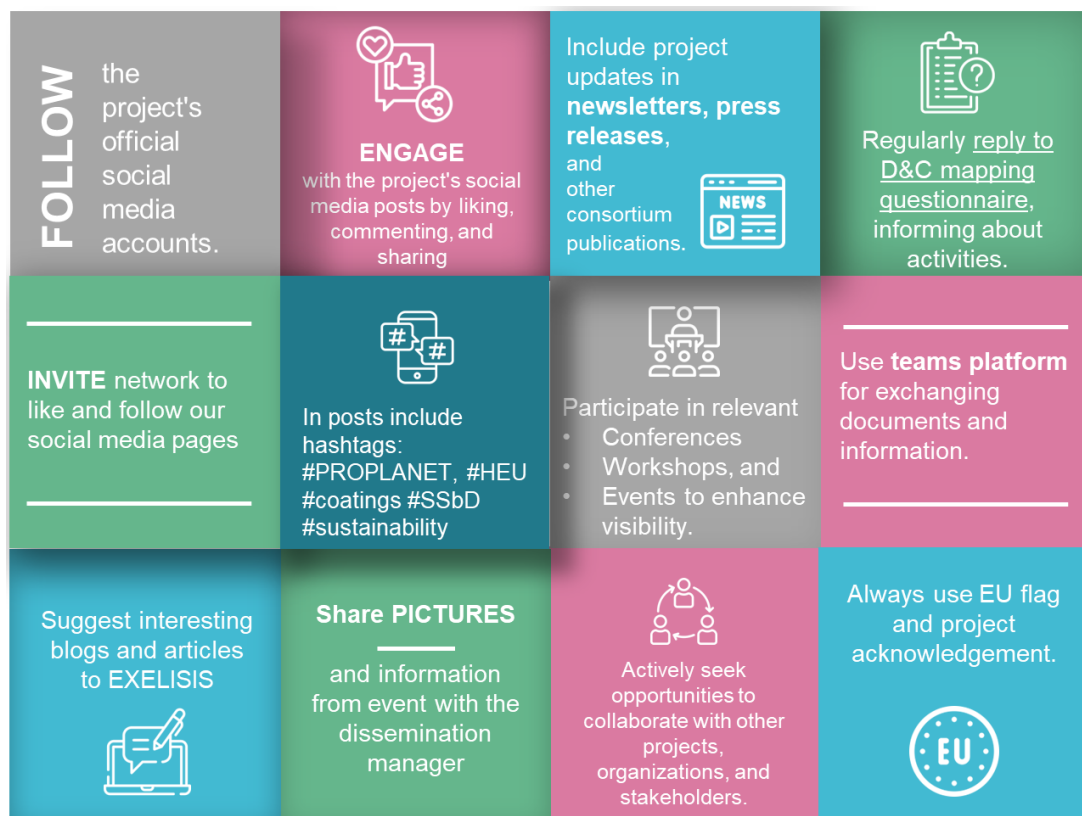 FOLLOW
the
project's
official
social
media
accounts.
ENGAGE
with the project's social
media posts by liking,
commenting, and
sharing
Include project
updates in
newsletters, press
releases,
and
other
consortium
publications.
NEWS
Regularly reply to
D&C mapping
questionnaire,
informing about
activities.
INVITE network to
like and follow our
social media pages
# #
In posts include
hashtags:
#PROPLANET, #HEU
#coatings #SSbD
#sustainability
Participate in relevant
• Conferences
• Workshops, and
• Events to enhance
visibility.
Use teams platform
for exchanging
documents and
information.
Suggest interesting
blogs and articles
to EXELISIS
Share PICTURES
and information
from event with the
dissemination
manager
Actively seek
opportunities to
collaborate with other
projects,
organizations, and
stakeholders.
Always use EU flag
and project
acknowledgement.
EU